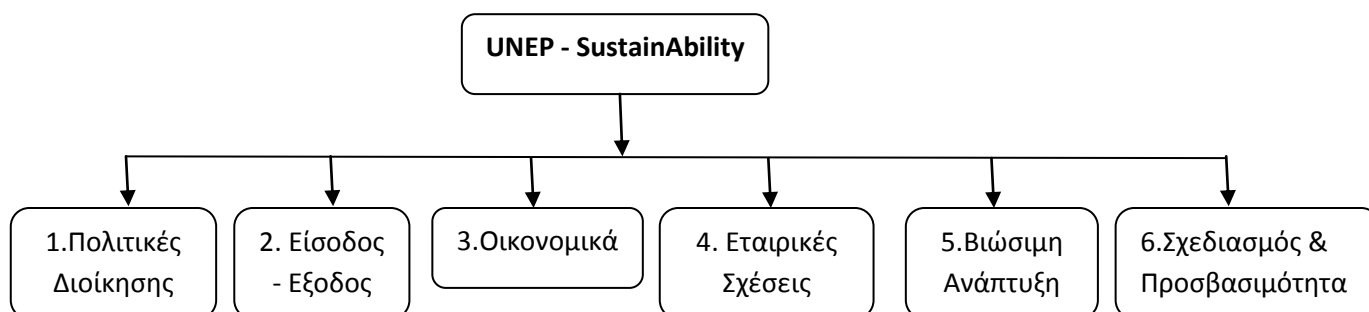 UNEP - SustainAbility
1.Πολιτικές
Διοίκησης
2. Είσοδος
- Εξοδος
3.Οικονομικά
4. Εταιρικές
Σχέσεις
5.Βιώσιμη
Ανάπτυξη
6.Σχεδιασμός &
Προσβασιμότητα